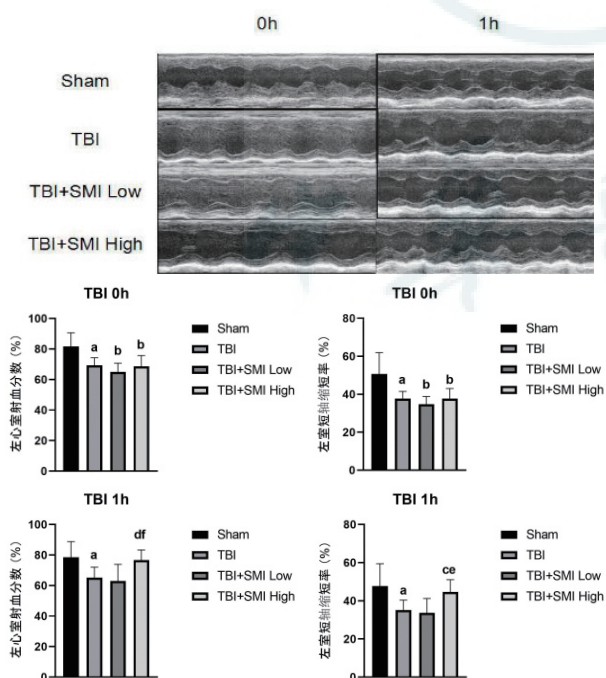 0h 1h
Sham
TBI
TBI+SMI Low
TBI+SMI High
TBI 0h
左心室射血分数（%）
100
80
60
40
20
0
a b b
Sham
TBI
TBI+SMI Low
TBI+SMI High
TBI 0h
左室短轴缩短率（%）
80
60
40
20
0
a b b
Sham
TBI
TBI+SMI Low
TBI+SMI High
TBI 1h
左心室射血分数（%）
100
80
60
40
20
0
a df
Sham
TBI
TBI+SMI Low
TBI+SMI High
TBI 1h
左室短轴缩短率（%）
80
60
40
20
0
a ce
Sham
TBI
TBI+SMI Low
TBI+SMI High